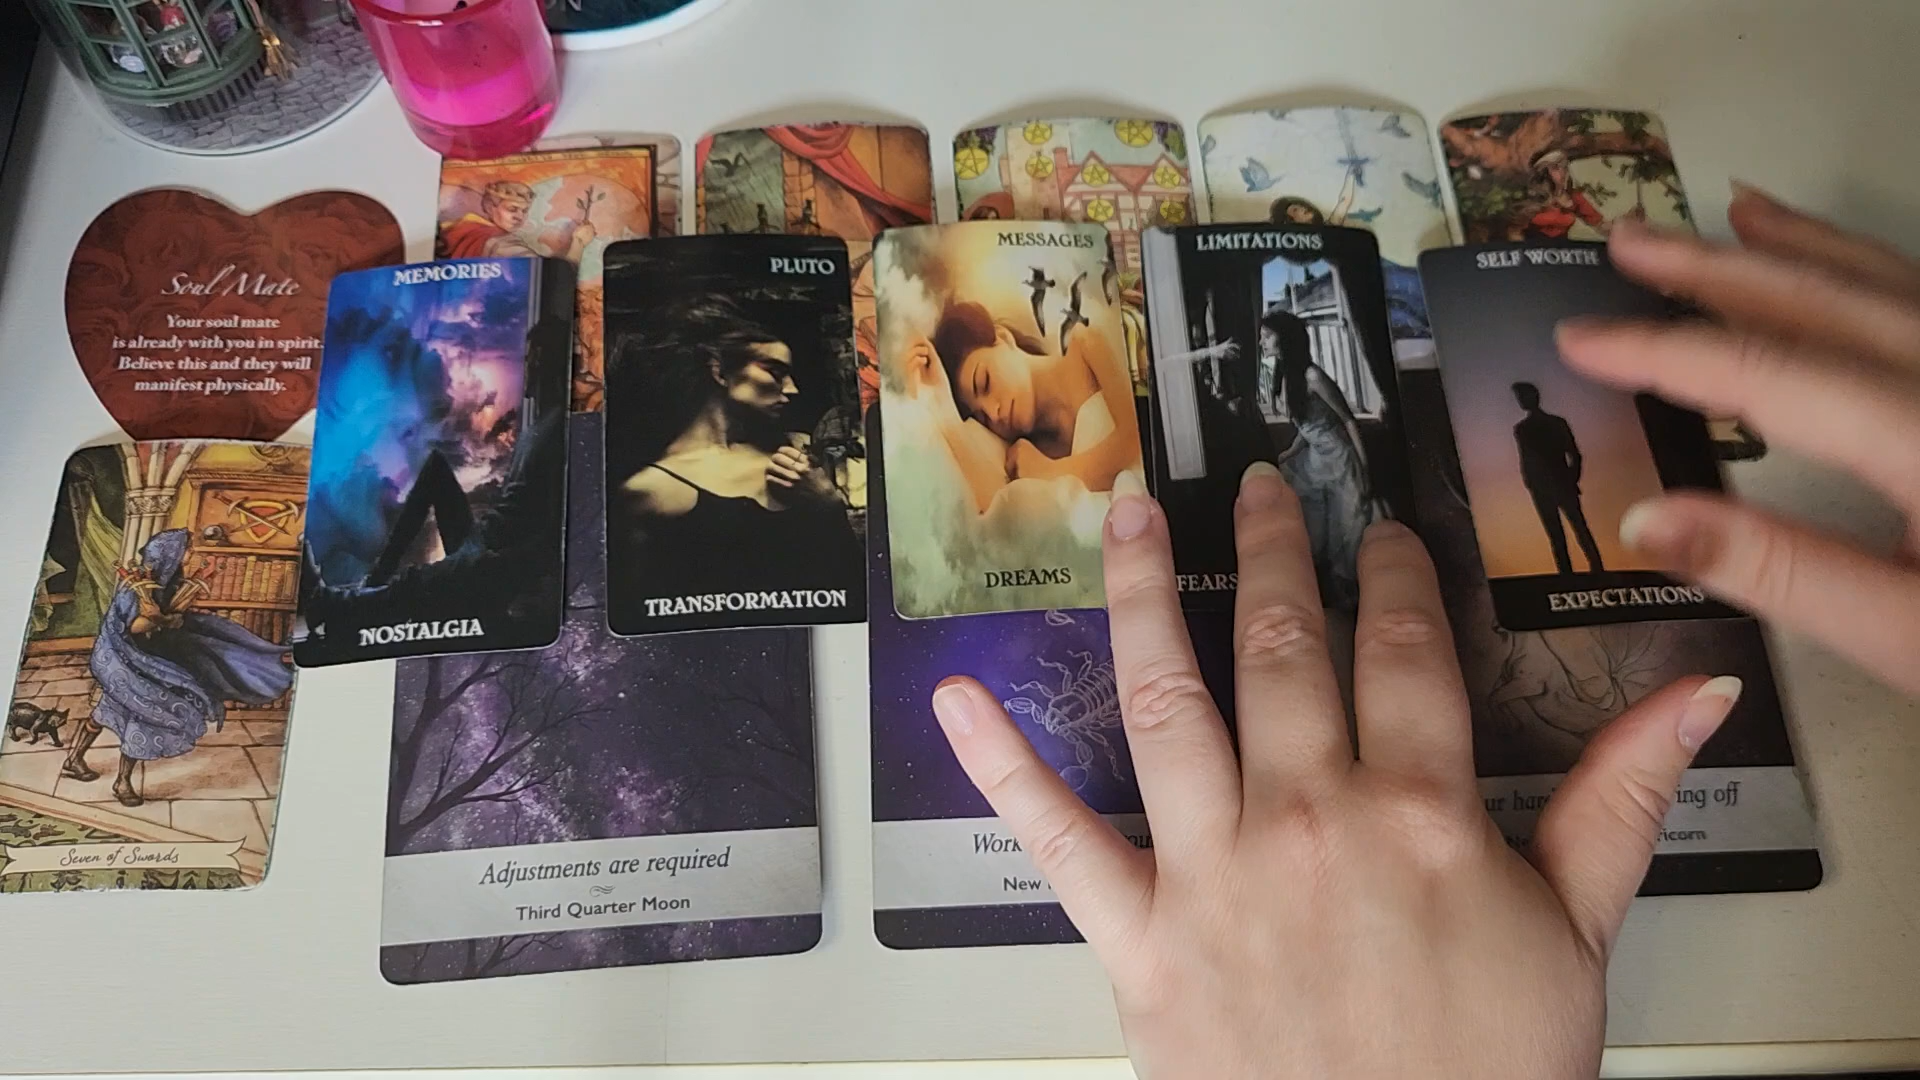 ON
Soul Mate
Your soul mate
is already with you in spirit.
Believe this and they will
manifest physically.
MEMORIES
NOSTALGIA
PLUTO
TRANSFORMATION
MESSAGES
DREAMS
LIMITATIONS
FEARS
SELF WORTH
EXPECTATIONS
Seven of Swords
Adjustments are required
Third Quarter Moon
Work
New
ing off